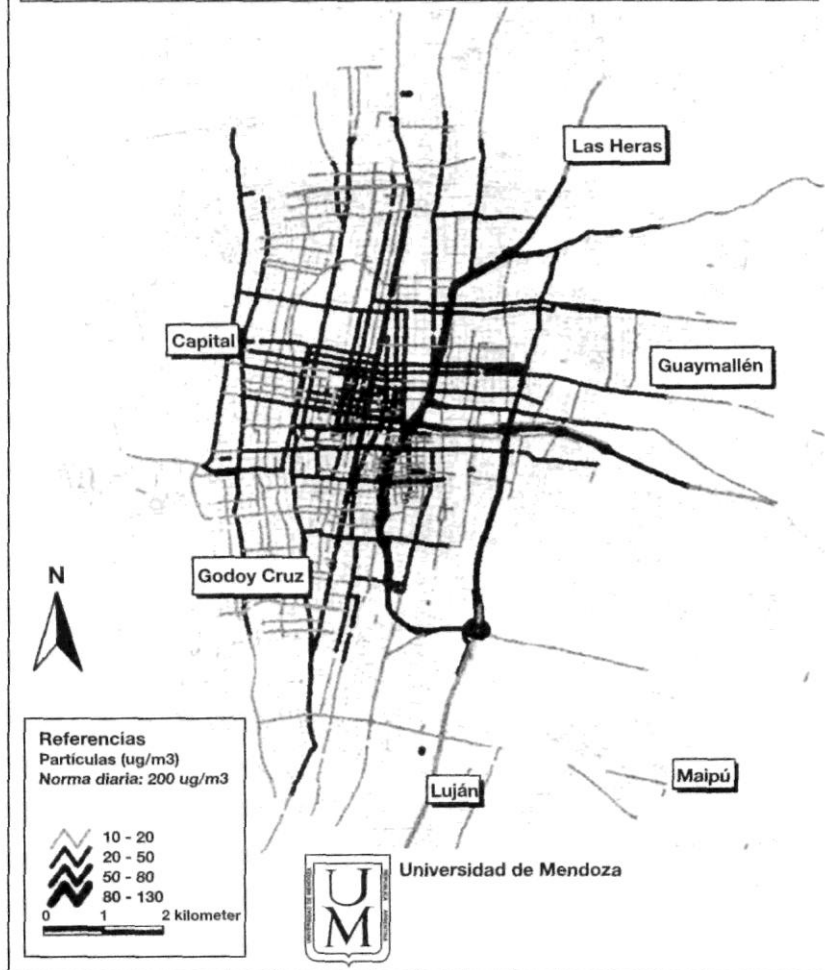 Las Heras
Capital
Guaymallén
Godoy Cruz
N
Referencias
Partículas (ug/m3)
Norma diaria: 200 ug/m3
10 - 20
20 - 50
50 - 80
80 - 130
0 1 2 kilometer
Luján
Maipú
UM
Universidad de Mendoza